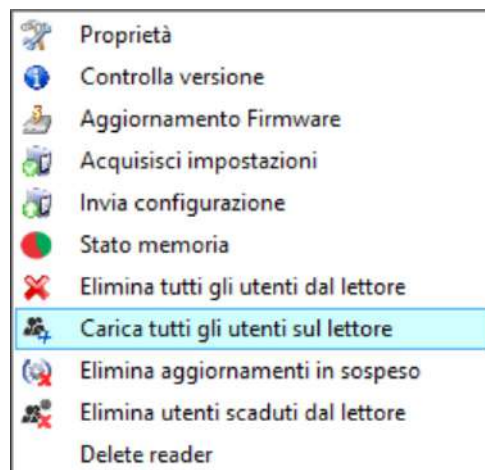 Proprietà
Controlla versione
Aggiornamento Firmware
Acquisisci impostazioni
Invia configurazione
Stato memoria
Elimina tutti gli utenti dal lettore
Carica tutti gli utenti sul lettore
Elimina aggiornamenti in sospeso
Elimina utenti scaduti dal lettore
Delete reader